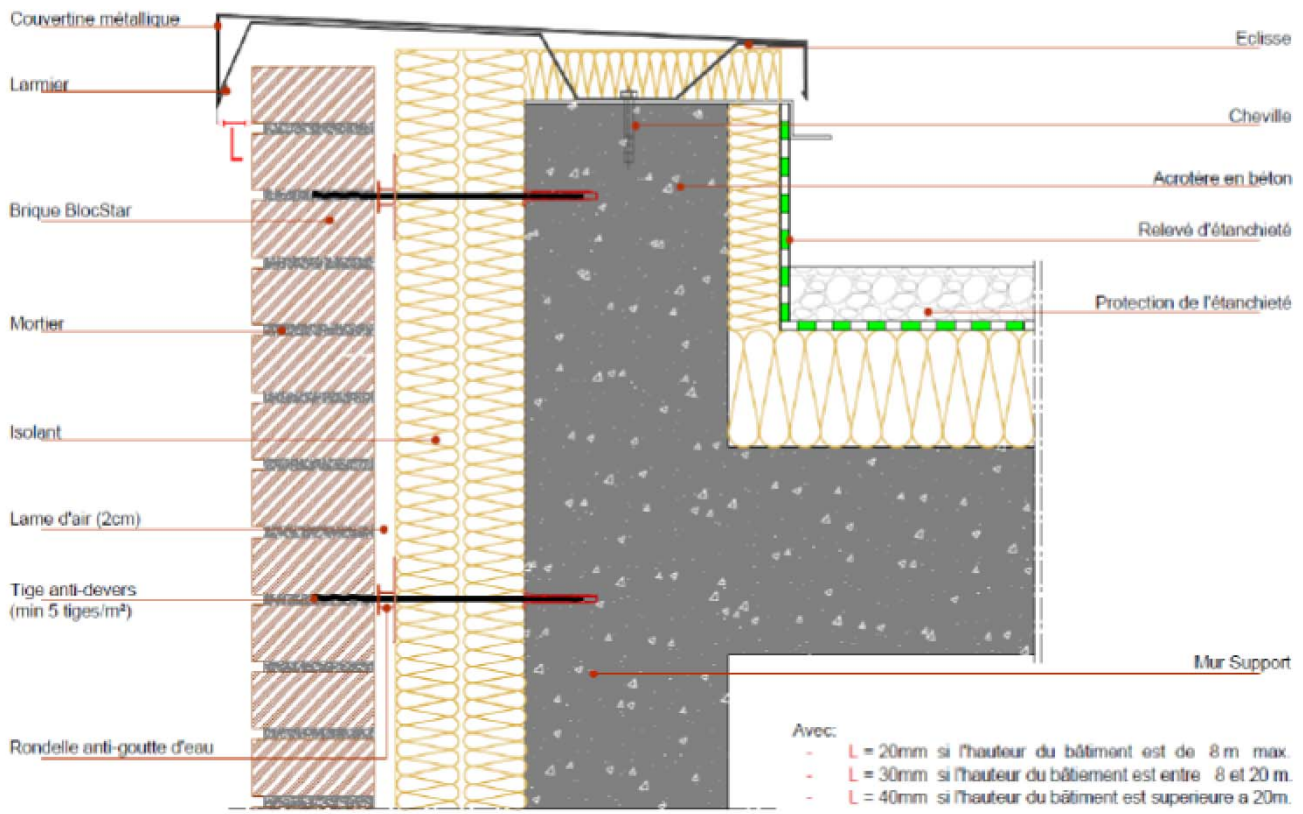 Couvertine métallique
Larmier
L
Brique BlocStar
Mortier
Isolant
Lame d'air (2cm)
Tige anti-devers
(min 5 tiges/m²)
Rondelle anti-goutte d'eau
Eclisse
Cheville
Acrotère en béton
Relevé d'étanchieté
Protection de l'étanchieté
Mur Support
Avec:
- L = 20mm si l'hauteur du bâtiment est de 8 m max.
- L = 30mm si l'hauteur du bâtiement est entre 8 et 20 m.
- L = 40mm si l'hauteur du bâtiment est superieure a 20m.